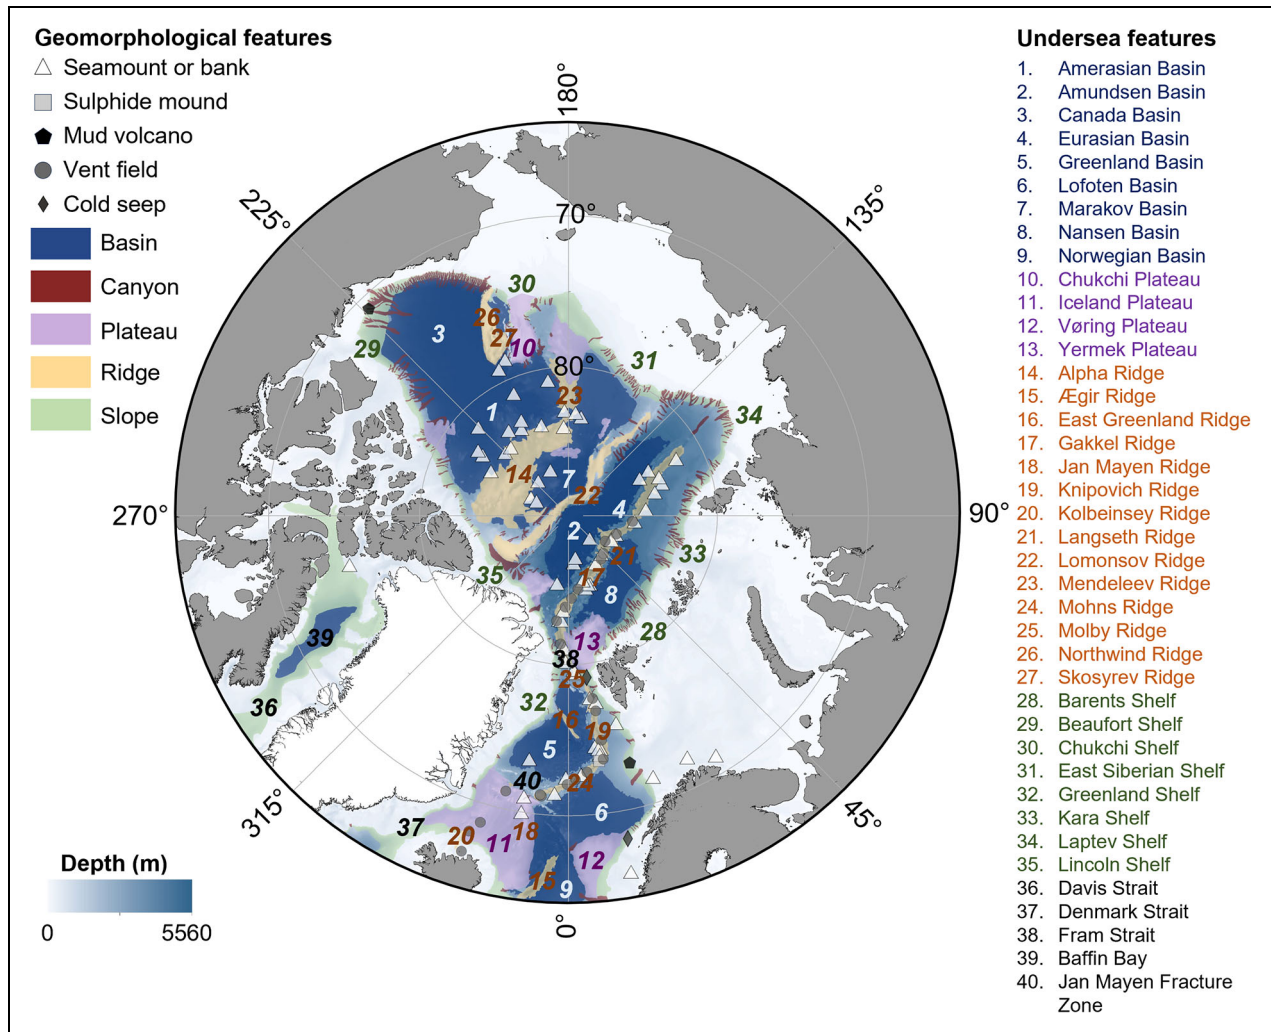 Geomorphological features
Seamount or bank
Sulphide mound
Mud volcano
Vent field
Cold seep
Basin
Canyon
Plateau
Ridge
Slope
180°
225°
135°
70°
80°
270°
90°
315°
45°
0°
30
26
27
10
3
29
31
1
23
34
14
7
22
4
2
21
33
35
17
8
28
13
38
25
39
36
32
16
19
5
40
24
6
37
20
11
18
12
15
9
Depth (m)
0
5560
Undersea features
1. Amerasian Basin
2. Amundsen Basin
3. Canada Basin
4. Eurasian Basin
5. Greenland Basin
6. Lofoten Basin
7. Marakov Basin
8. Nansen Basin
9. Norwegian Basin
10. Chukchi Plateau
11. Iceland Plateau
12. Vøring Plateau
13. Yermek Plateau
14. Alpha Ridge
15. Ægir Ridge
16. East Greenland Ridge
17. Gakkel Ridge
18. Jan Mayen Ridge
19. Knipovich Ridge
20. Kolbeinsey Ridge
21. Langseth Ridge
22. Lomonsov Ridge
23. Mendeleev Ridge
24. Mohns Ridge
25. Molby Ridge
26. Northwind Ridge
27. Skosyrev Ridge
28. Barents Shelf
29. Beaufort Shelf
30. Chukchi Shelf
31. East Siberian Shelf
32. Greenland Shelf
33. Kara Shelf
34. Laptev Shelf
35. Lincoln Shelf
36. Davis Strait
37. Denmark Strait
38. Fram Strait
39. Baffin Bay
40. Jan Mayen Fracture
Zone